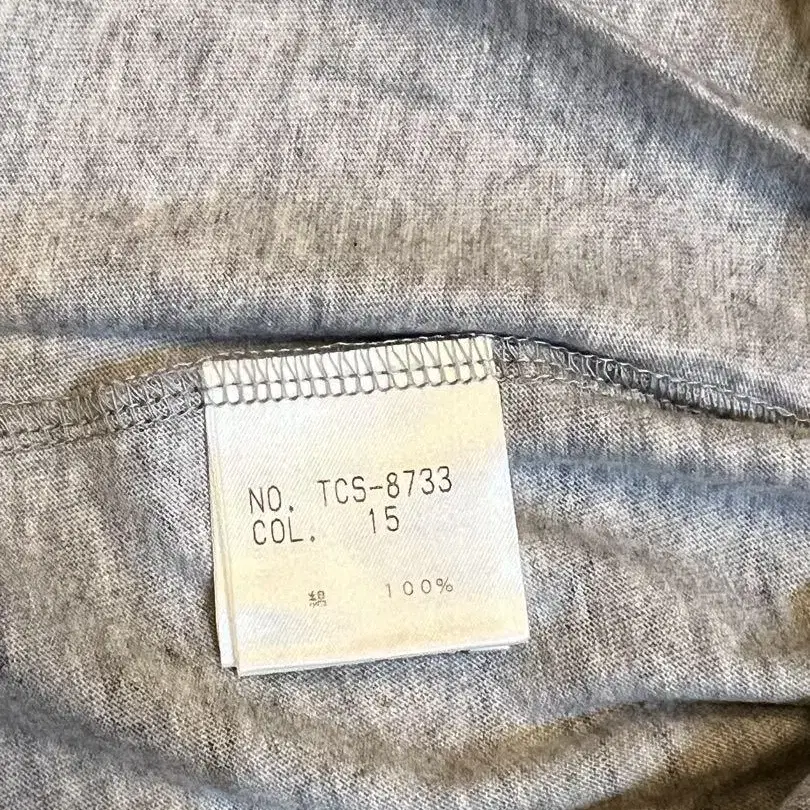 NO. TCS-8733
COL. 15
綿 100%